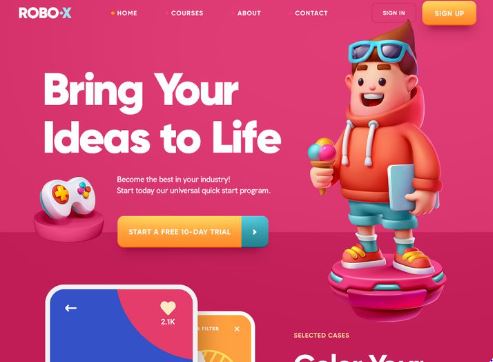 ROBO-X
HOME
COURSES
ABOUT
CONTACT
SIGN IN
SIGN UP
Bring Your
Ideas to Life
Become the best in your industry!
Start today our universal quick start program.
START A FREE 10-DAY TRIAL
2.1K
FILTER
SELECTED CASES
Color Your